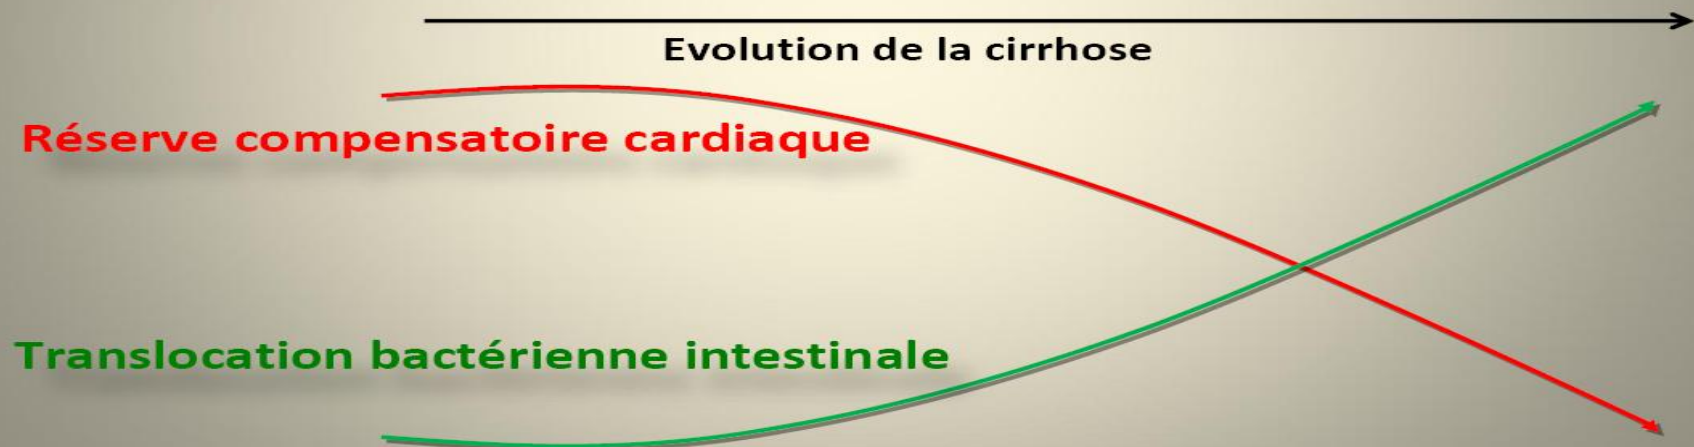 Evolution de la cirrhose
Réserve compensatoire cardiaque
Translocation bactérienne intestinale